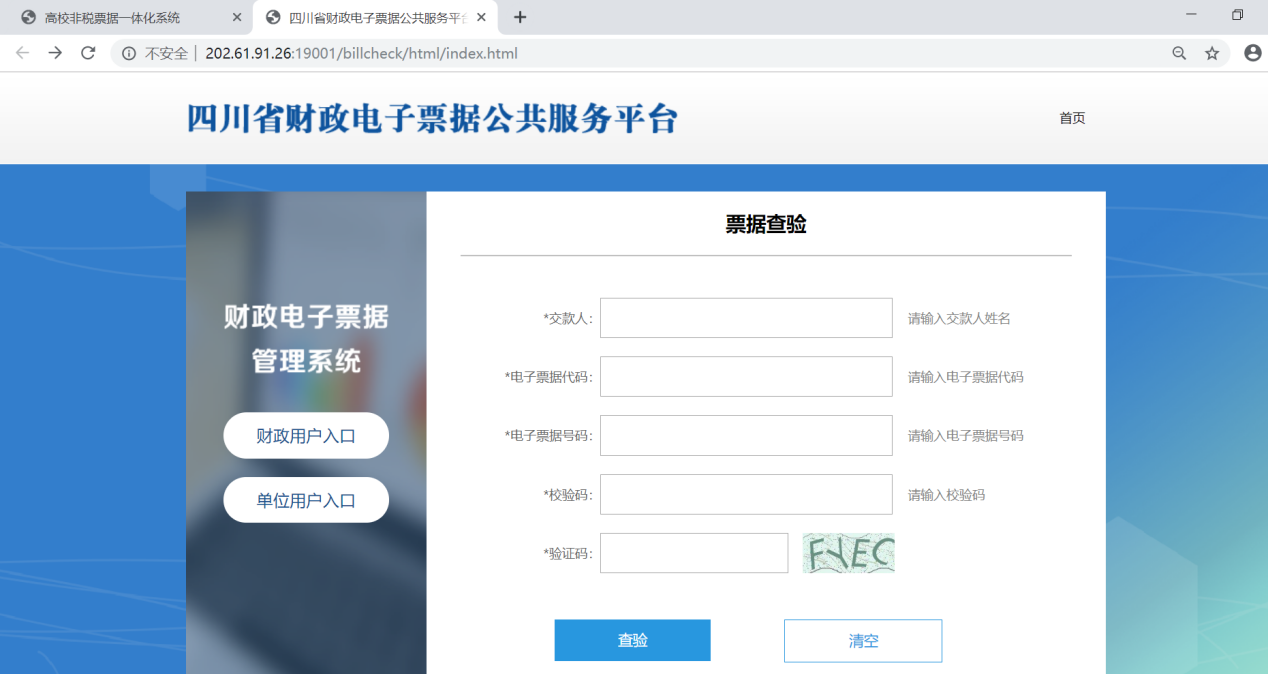 高校非税票据一体化系统
四川省财政电子票据公共服务平台
不安全 | 202.61.91.26:19001/billcheck/html/index.html
四川省财政电子票据公共服务平台
首页
票据查验
财政电子票据
管理系统
财政用户入口
单位用户入口
*交款人: 请输入交款人姓名
*电子票据代码: 请输入电子票据代码
*电子票据号码: 请输入电子票据号码
*校验码: 请输入校验码
*验证码: FYEC
查验 清空